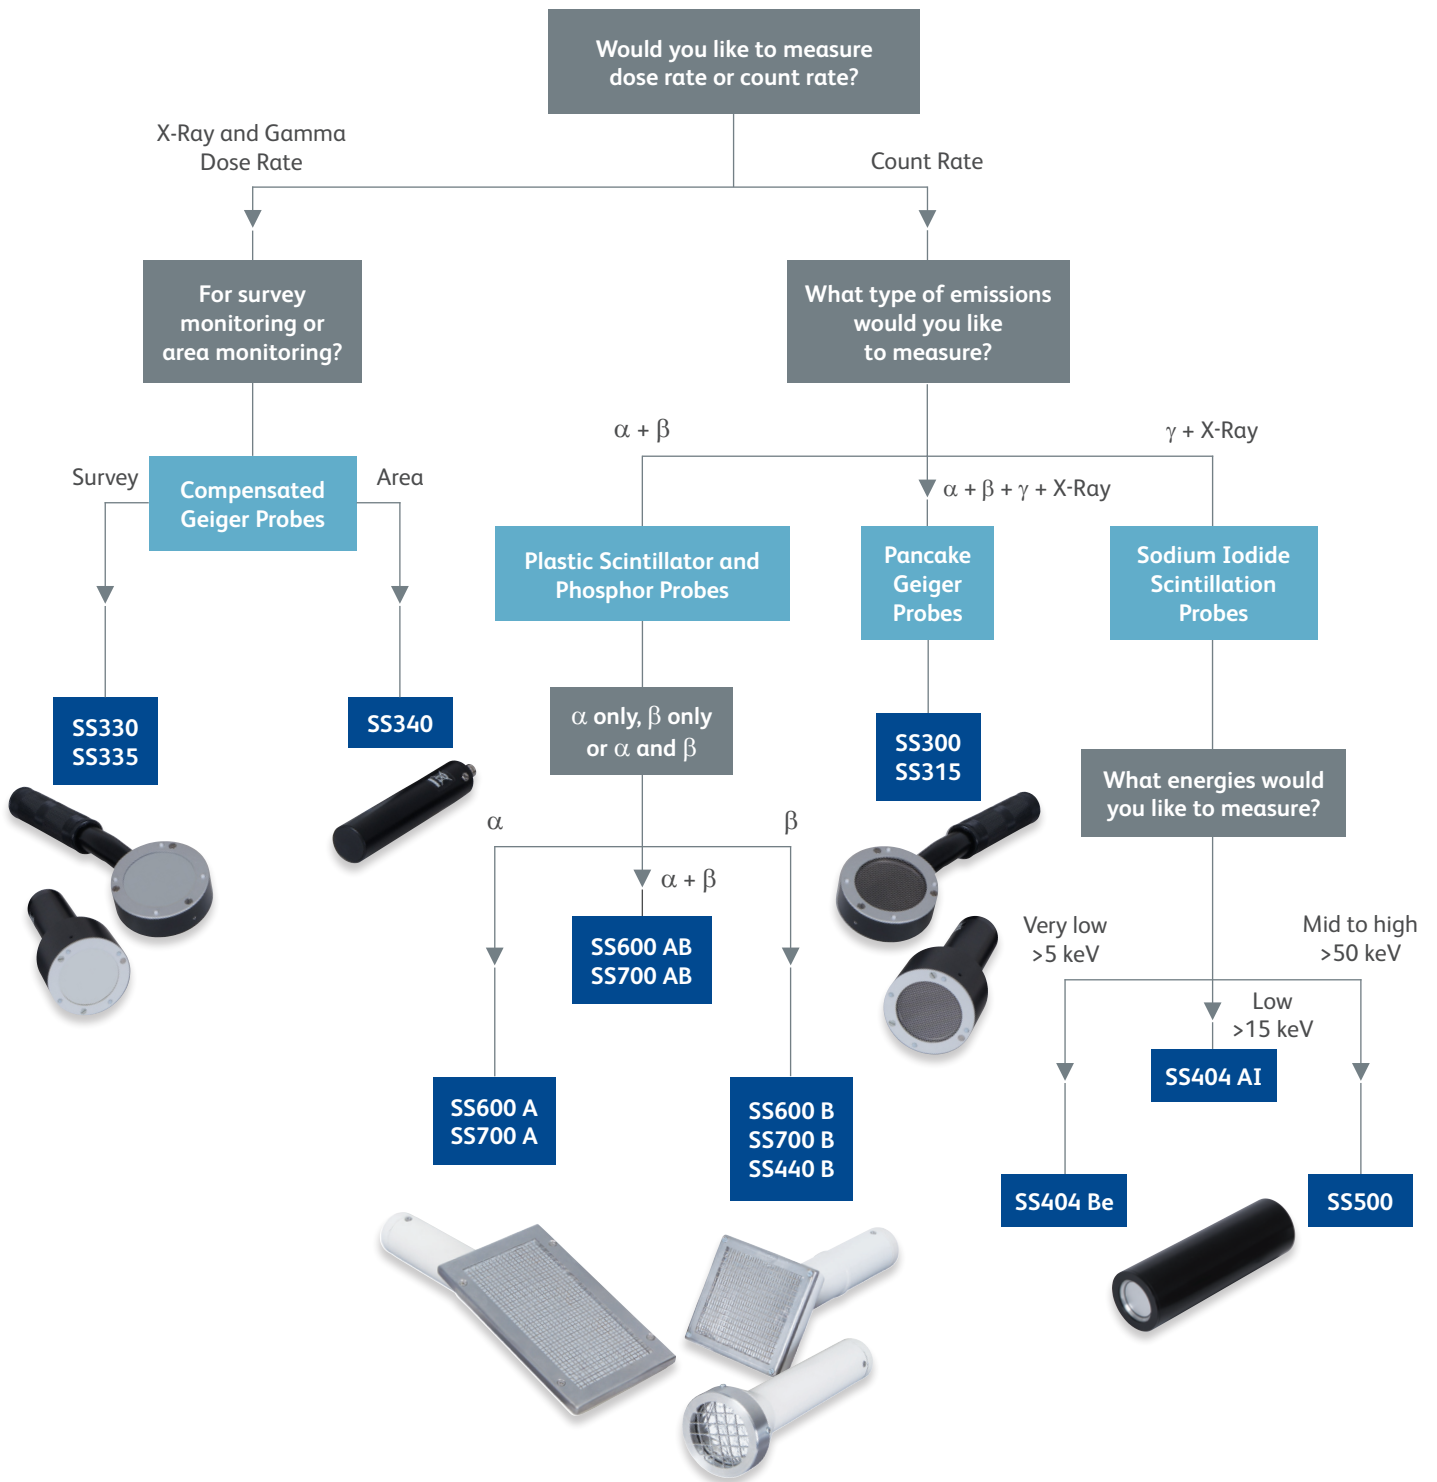 Would you like to measure
dose rate or count rate?
X-Ray and Gamma
Dose Rate
Count Rate
For survey
monitoring or
area monitoring?
What type of emissions
would you like
to measure?
Survey
Compensated
Geiger Probes
Area
α + β
α + β + γ + X-Ray
γ + X-Ray
Plastic Scintillator and
Phosphor Probes
Pancake
Geiger
Probes
Sodium Iodide
Scintillation
Probes
SS330
SS335
SS340
α only, β only
or α and β
SS300
SS315
What energies would
you like to measure?
α
α + β
β
SS600 AB
SS700 AB
Very low
>5 keV
Low
>15 keV
Mid to high
>50 keV
SS600 A
SS700 A
SS600 B
SS700 B
SS440 B
SS404 AI
SS404 Be
SS500